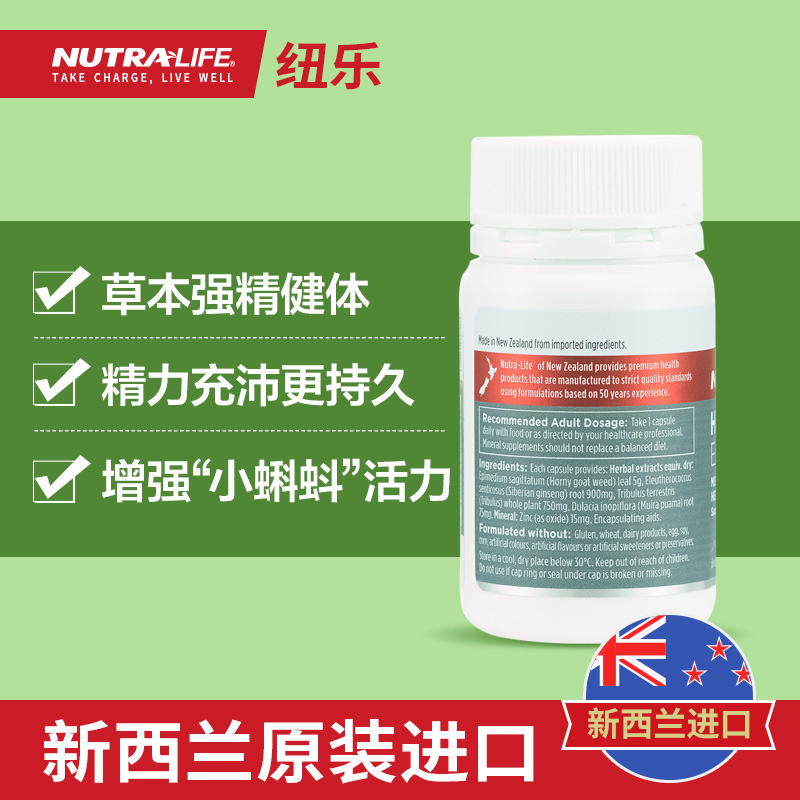 NUTRALIFE®
TAKE CHARGE, LIVE WELL
纽乐
草本强精健体
精力充沛更持久
增强“小蝌蚪”活力
Made in New Zealand from imported ingredients.
Nutra-Life® of New Zealand provides premium health
products that are manufactured to strict quality standards
using formulations based on 50 years experience.
Recommended Adult Dosage: Take 1 capsule
daily with food or as directed by your healthcare professional.
Mineral supplements should not replace a balanced diet.
Ingredients: Each capsule provides: Herbal extracts equiv. dry:
Epimedium sagittatum (Horny goat weed) leaf 5g, Eleutherococcus
senticosus (Siberian ginseng) root 900mg, Tribulus terrestris
(Tribulus) whole plant 750mg, Dulacia inopiflora (Muira puama) root
75mg. Mineral: Zinc (as oxide) 15mg, Encapsulating aids.
Formulated without: Gluten, wheat, dairy products, egg, soy,
corn, artificial colours, artificial flavours or artificial sweeteners or preservatives.
Store in a cool, dry place below 30°C. Keep out of reach of children.
Do not use if cap ring or seal under cap is broken or missing.
新西兰进口
新西兰原装进口